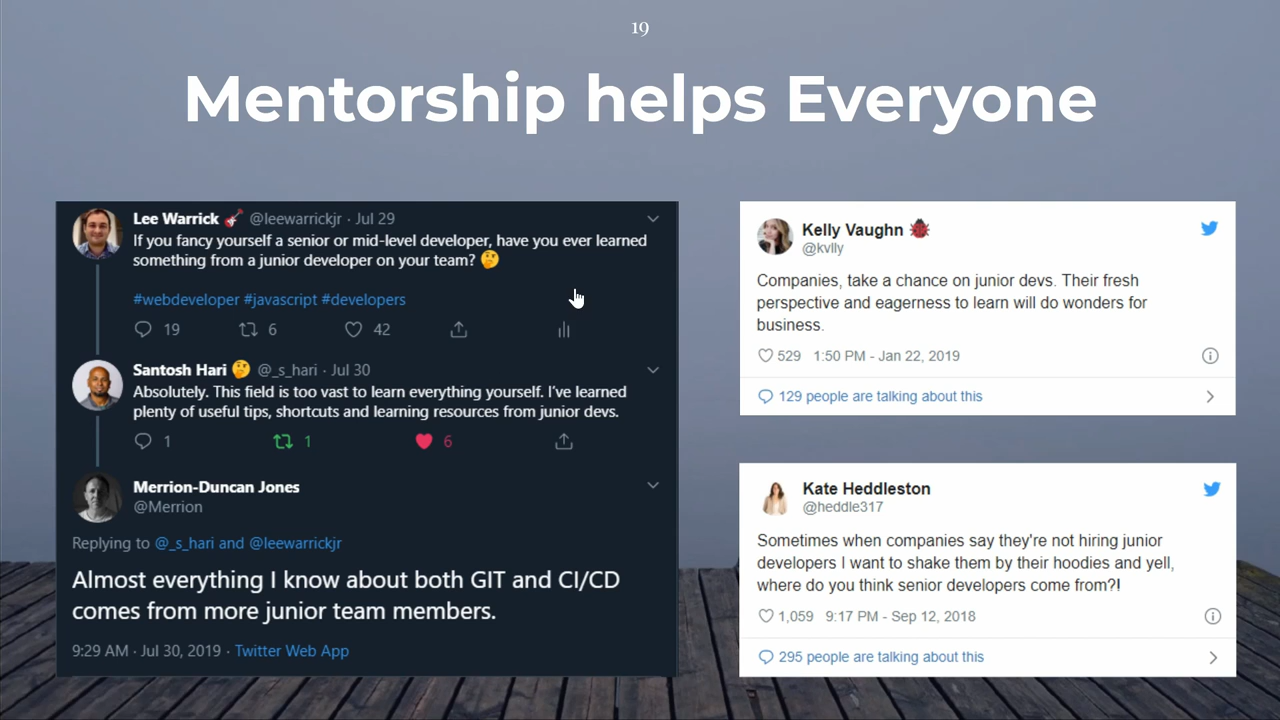 19
Mentorship helps Everyone
Lee Warrick 🎸 @leewarrickjr · Jul 29
If you fancy yourself a senior or mid-level developer, have you ever learned
something from a junior developer on your team? 🤔
#webdeveloper #javascript #developers
19 6 42
Santosh Hari 🤔 @_s_hari · Jul 30
Absolutely. This field is too vast to learn everything yourself. I've learned
plenty of useful tips, shortcuts and learning resources from junior devs.
1 1 6
Merrion-Duncan Jones
@Merrion
Replying to @_s_hari and @leewarrickjr
Almost everything I know about both GIT and CI/CD
comes from more junior team members.
9:29 AM · Jul 30, 2019 · Twitter Web App
Kelly Vaughn 🐞
@kvlly
Companies, take a chance on junior devs. Their fresh
perspective and eagerness to learn will do wonders for
business.
529 1:50 PM - Jan 22, 2019
129 people are talking about this
Kate Heddleston
@heddle317
Sometimes when companies say they're not hiring junior
developers I want to shake them by their hoodies and yell,
where do you think senior developers come from?!
1,059 9:17 PM - Sep 12, 2018
295 people are talking about this